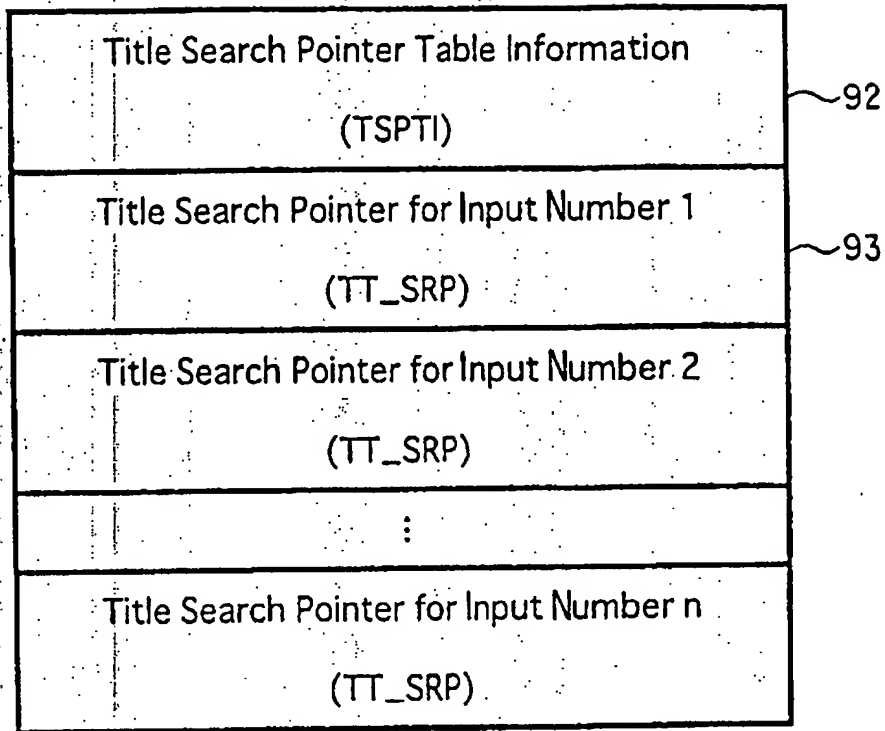 Title Search Pointer Table Information
(TSPTI)
92
Title Search Pointer for Input Number 1
(TT_SRP)
93
Title Search Pointer for Input Number 2
(TT_SRP)
⋮
Title Search Pointer for Input Number n
(TT_SRP)